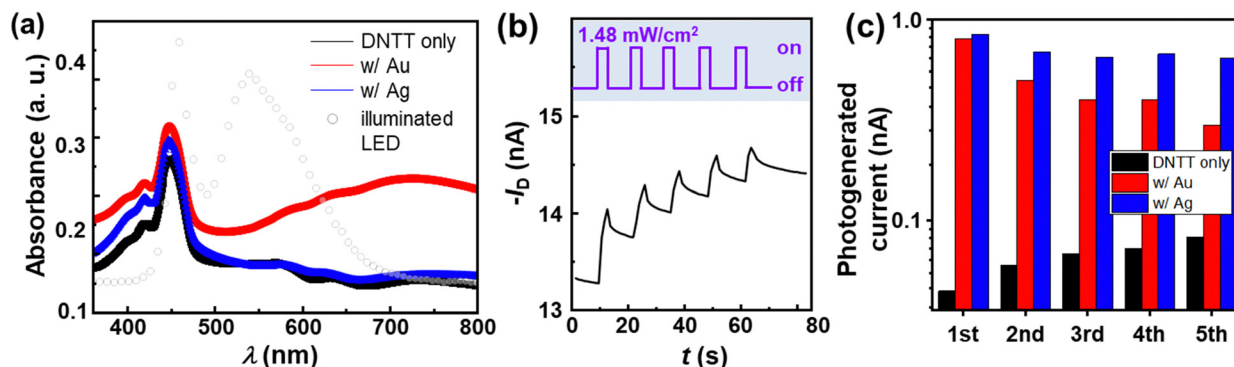 (a)
DNTT only
w/ Au
w/ Ag
illuminated
LED
Absorbance (a. u.)
0.4
0.3
0.2
0.1
400
500
600
700
800
λ (nm)
(b)
1.48 mW/cm²
on
off
-I_D (nA)
15
14
13
0
20
40
60
80
t (s)
(c)
Photogenerated
current (nA)
1.0
0.1
DNTT only
w/ Au
w/ Ag
1st
2nd
3rd
4th
5th